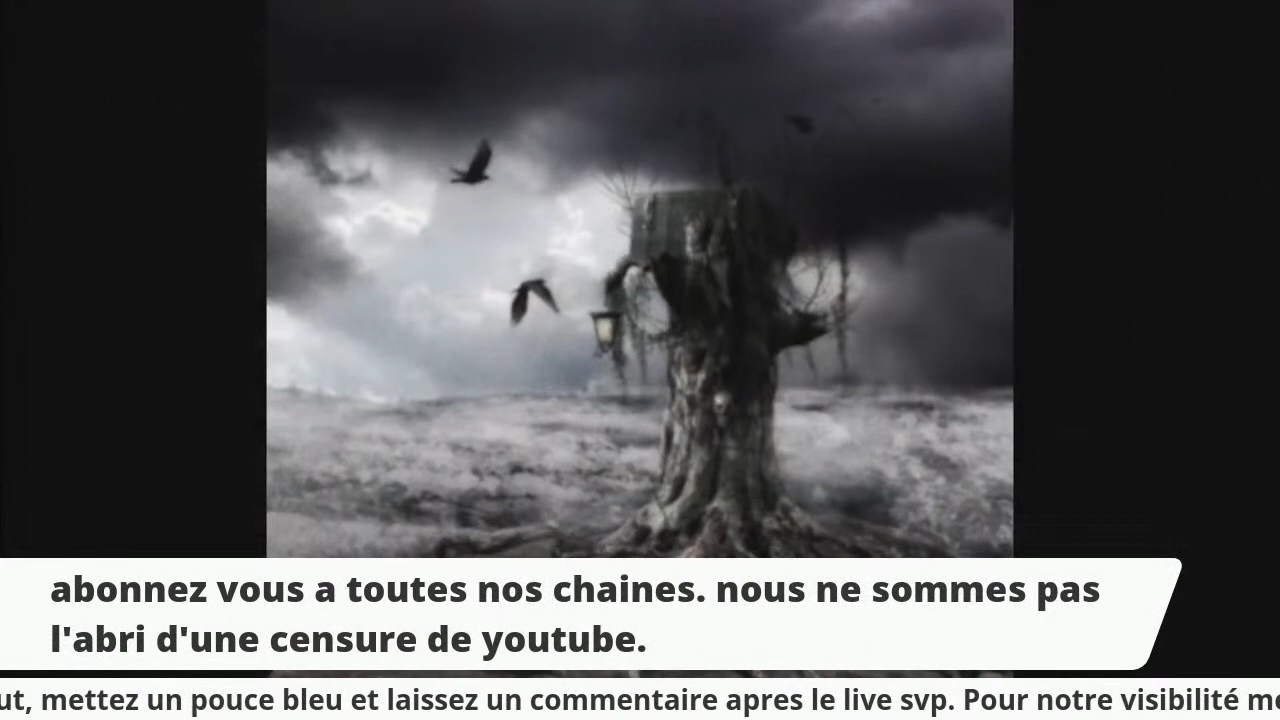 abonnez vous a toutes nos chaines. nous ne sommes pas
l'abri d'une censure de youtube.
mettez un pouce bleu et laissez un commentaire apres le live svp. Pour notre visibilité